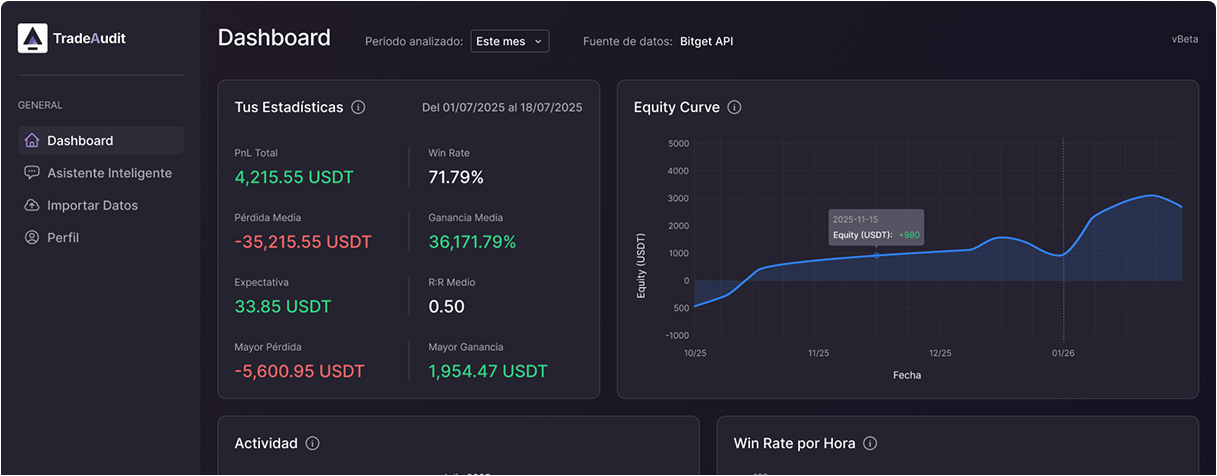 TradeAudit
GENERAL
Dashboard
Asistente Inteligente
Importar Datos
Perfil
Dashboard
Periodo analizado: Este mes
Fuente de datos: Bitget API
vBeta
Tus Estadísticas
Del 01/07/2025 al 18/07/2025
PnL Total
4,215.55 USDT
Win Rate
71.79%
Pérdida Media
-35,215.55 USDT
Ganancia Media
36,171.79%
Expectativa
33.85 USDT
R:R Medio
0.50
Mayor Pérdida
-5,600.95 USDT
Mayor Ganancia
1,954.47 USDT
Equity Curve
Equity (USDT)
5000
4000
3000
2000
1000
0
500
-1000
2025-11-15
Equity (USDT): +980
10/25
11/25
12/25
01/26
Fecha
Actividad
Win Rate por Hora